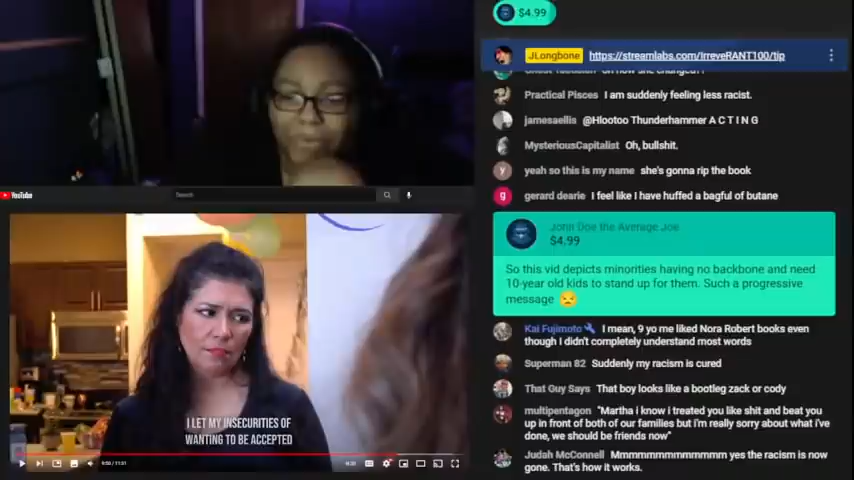 $4.99
JLongbone https://streamlabs.com/IrreveRANT100/tip
Practical Pisces I am suddenly feeling less racist.
jamesaellis @Hlootoo Thunderhammer A C T I N G
MysteriousCapitalist Oh, bullshit.
yeah so this is my name she's gonna rip the book
gerard dearie I feel like I have huffed a bagful of butane
John Doe the Average Joe
$4.99
So this vid depicts minorities having no backbone and need
10-year old kids to stand up for them. Such a progressive
message
Kai Fujimoto I mean, 9 yo me liked Nora Robert books even
though I didn't completely understand most words
Superman 82 Suddenly my racism is cured
That Guy Says That boy looks like a bootleg zack or cody
multipentagon "Martha i know i treated you like shit and beat you
up in front of both of our families but i'm really sorry about what i've
done, we should be friends now"
Judah McConnell Mmmmmmmmmmmm yes the racism is now
gone. That's how it works.
YouTube
Search
I LET MY INSECURITIES OF
WANTING TO BE ACCEPTED